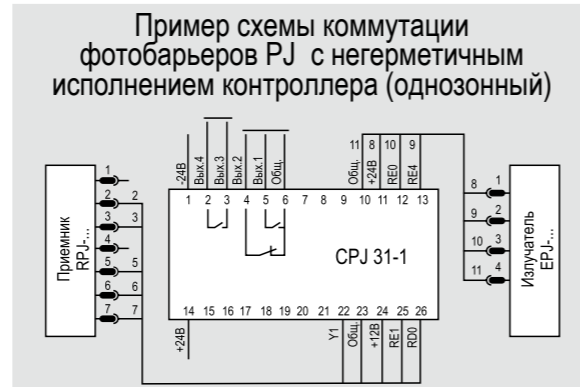 Пример схемы коммутации
фотобарьеров PJ с негерметичным
исполнением контроллера (однозонный)
-24В
Вых.4
Вых.3
Вых.2
Вых.1
Общ.
11 8 10 9
Общ.
+24В
RE0
RE4
1 2 3 4 5 6 7 8 9 10 11 12 13
CPJ 31-1
14 15 16 17 18 19 20 21 22 23 24 25 26
+24В
Y1
Общ.
+12В
RE1
RD0
Приемник
RPJ-...
1
2 2
3 3
4
5 5
6 6
7 7
8 1
9 2
10 3
11 4
Излучатель
EPJ-...